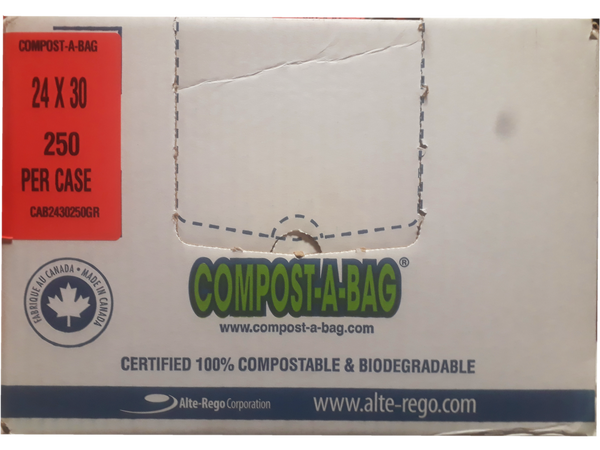 COMPOST-A-BAG
24 X 30
250
PER CASE
CAB2430250GR
FABRIQUE AU CANADA • MADE IN CANADA •
COMPOST-A-BAG®
www.compost-a-bag.com
CERTIFIED 100% COMPOSTABLE & BIODEGRADABLE
Alte-Rego Corporation
www.alte-rego.com